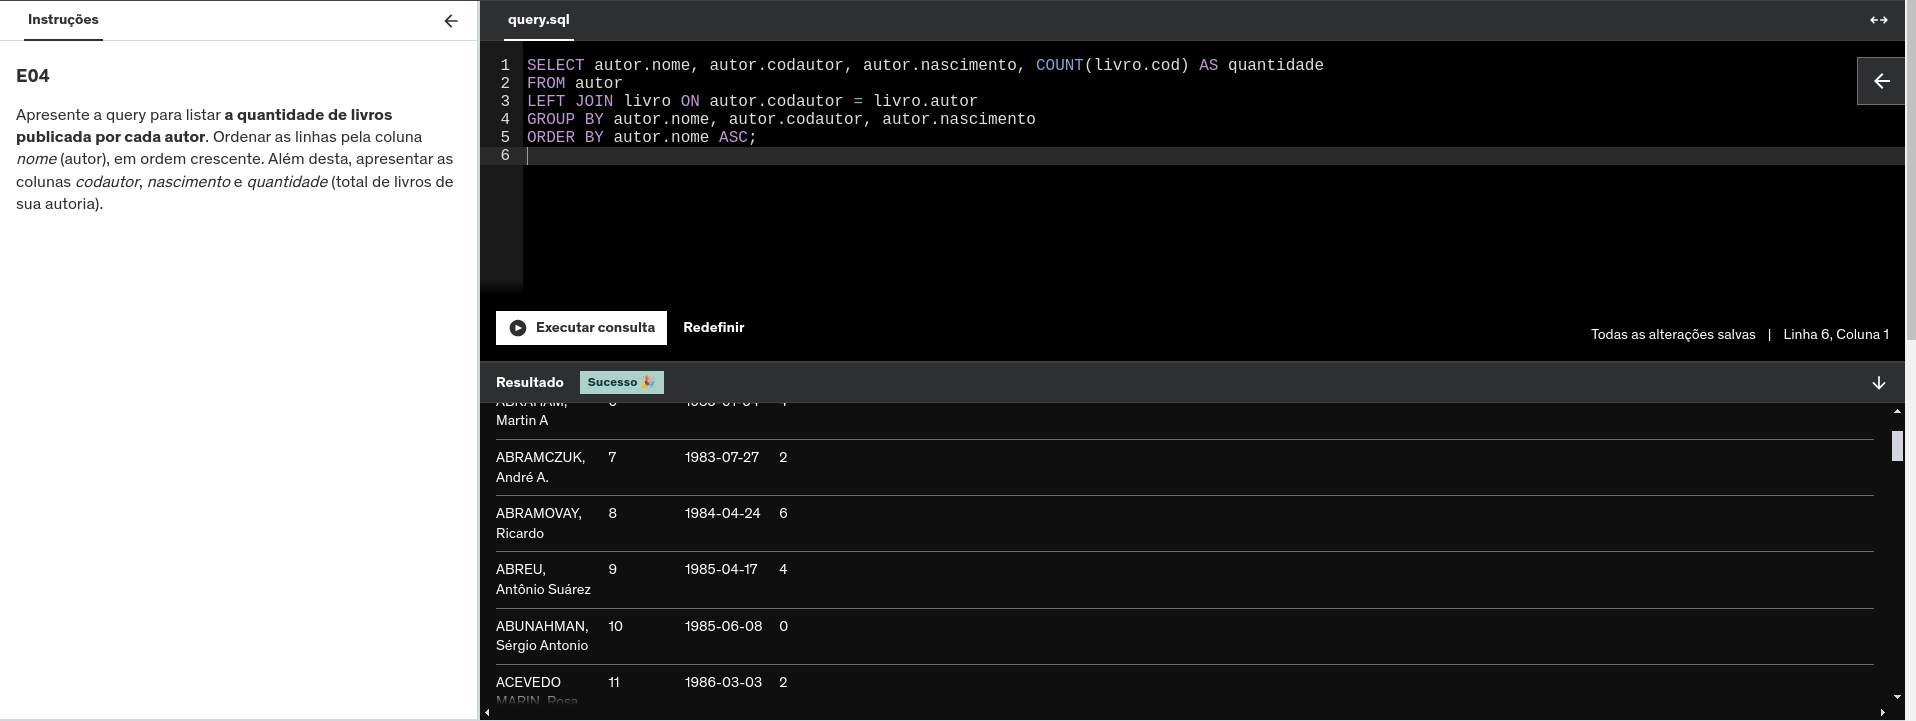 Instruções
E04
Apresente a query para listar a quantidade de livros
publicada por cada autor. Ordenar as linhas pela coluna
nome (autor), em ordem crescente. Além desta, apresentar as
colunas codautor, nascimento e quantidade (total de livros de
sua autoria).
query.sql
1 SELECT autor.nome, autor.codautor, autor.nascimento, COUNT(livro.cod) AS quantidade
2 FROM autor
3 LEFT JOIN livro ON autor.codautor = livro.autor
4 GROUP BY autor.nome, autor.codautor, autor.nascimento
5 ORDER BY autor.nome ASC;
6
Executar consulta Redefinir
Todas as alterações salvas | Linha 6, Coluna 1
Resultado Sucesso 🎉
Martin A
ABRAMCZUK, 7 1983-07-27 2
André A.
ABRAMOVAY, 8 1984-04-24 6
Ricardo
ABREU, 9 1985-04-17 4
Antônio Suárez
ABUNAHMAN, 10 1985-06-08 0
Sérgio Antonio
ACEVEDO 11 1986-03-03 2
MARIN, Rosa